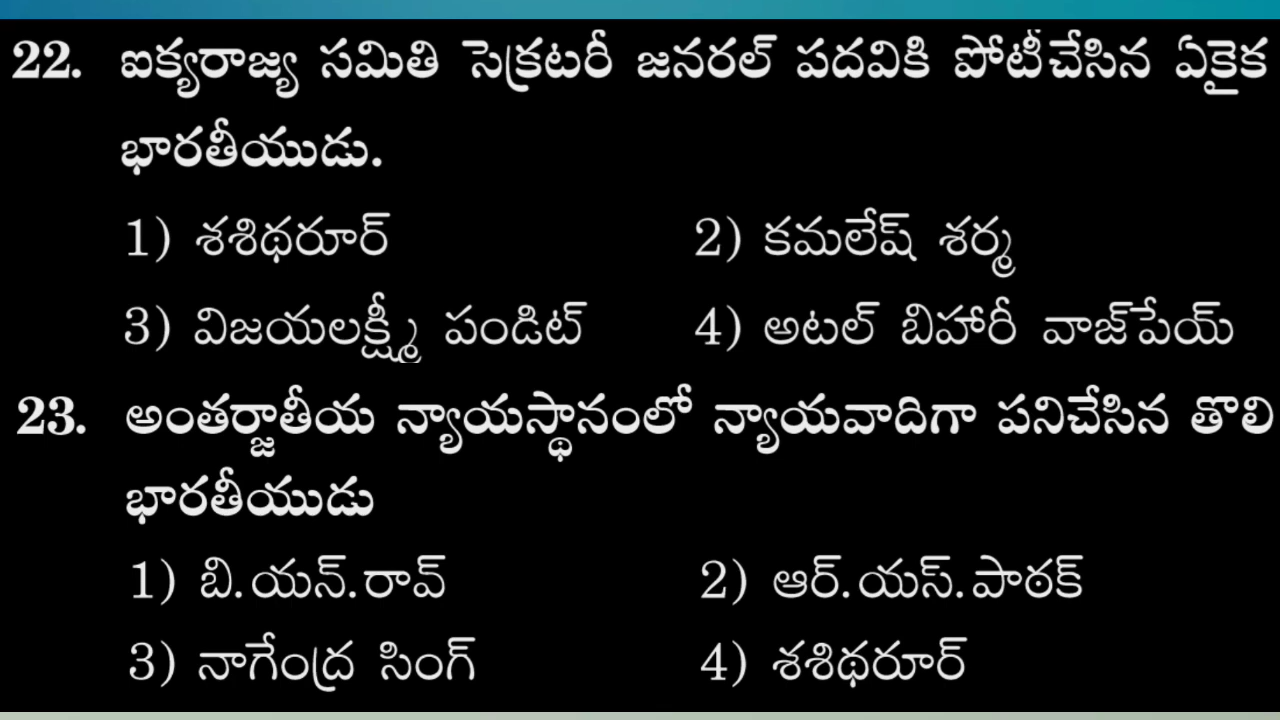 22. ఐక్యరాజ్య సమితి సెక్రటరీ జనరల్ పదవికి పోటీచేసిన ఏకైక
భారతీయుడు.
1) శశిథరూర్ 2) కమలేష్ శర్మ
3) విజయలక్ష్మీ పండిట్ 4) అటల్ బిహారీ వాజ్‌పేయ్
23. అంతర్జాతీయ న్యాయస్థానంలో న్యాయవాదిగా పనిచేసిన తొలి
భారతీయుడు
1) బి.యన్.రావ్ 2) ఆర్.యస్.పాఠక్
3) నాగేంద్ర సింగ్ 4) శశిథరూర్